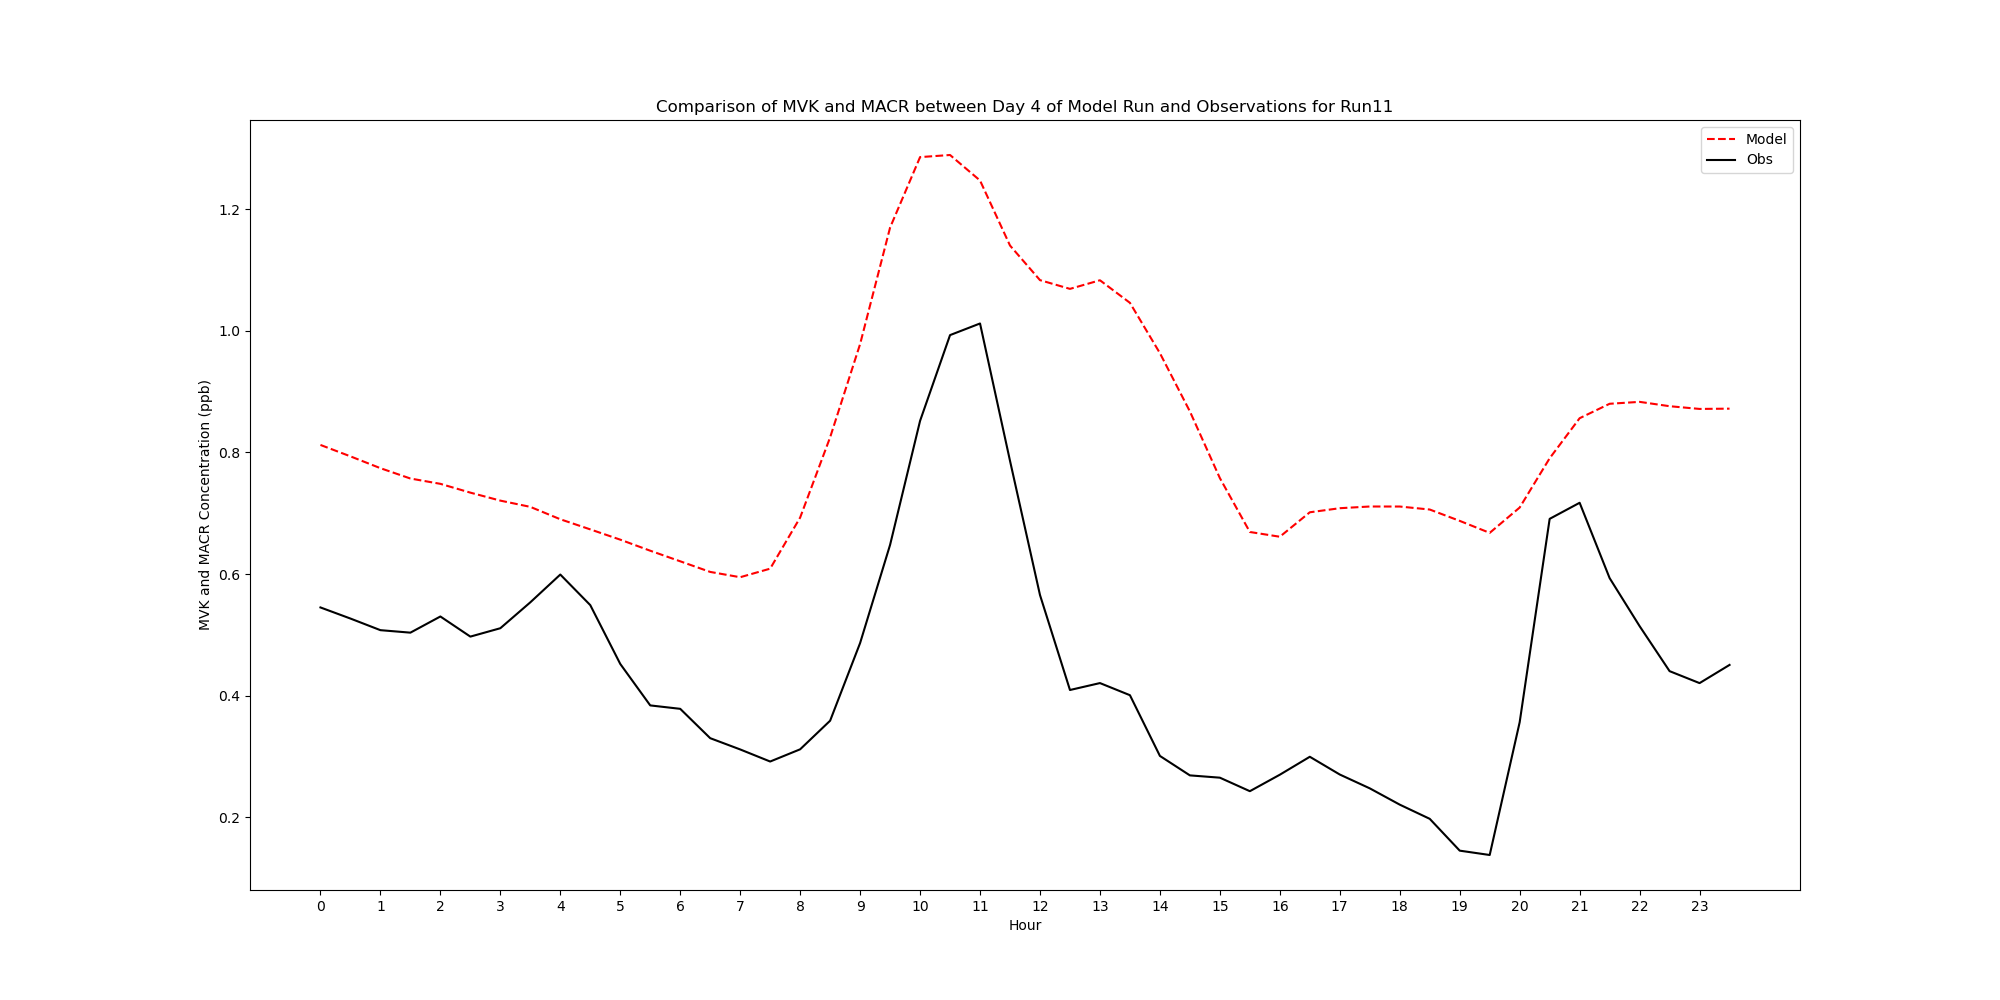 Comparison of MVK and MACR between Day 4 of Model Run and Observations for Run11
Model
Obs
MVK and MACR Concentration (ppb)
1.2
1.0
0.8
0.6
0.4
0.2
0 1 2 3 4 5 6 7 8 9 10 11 12 13 14 15 16 17 18 19 20 21 22 23
Hour